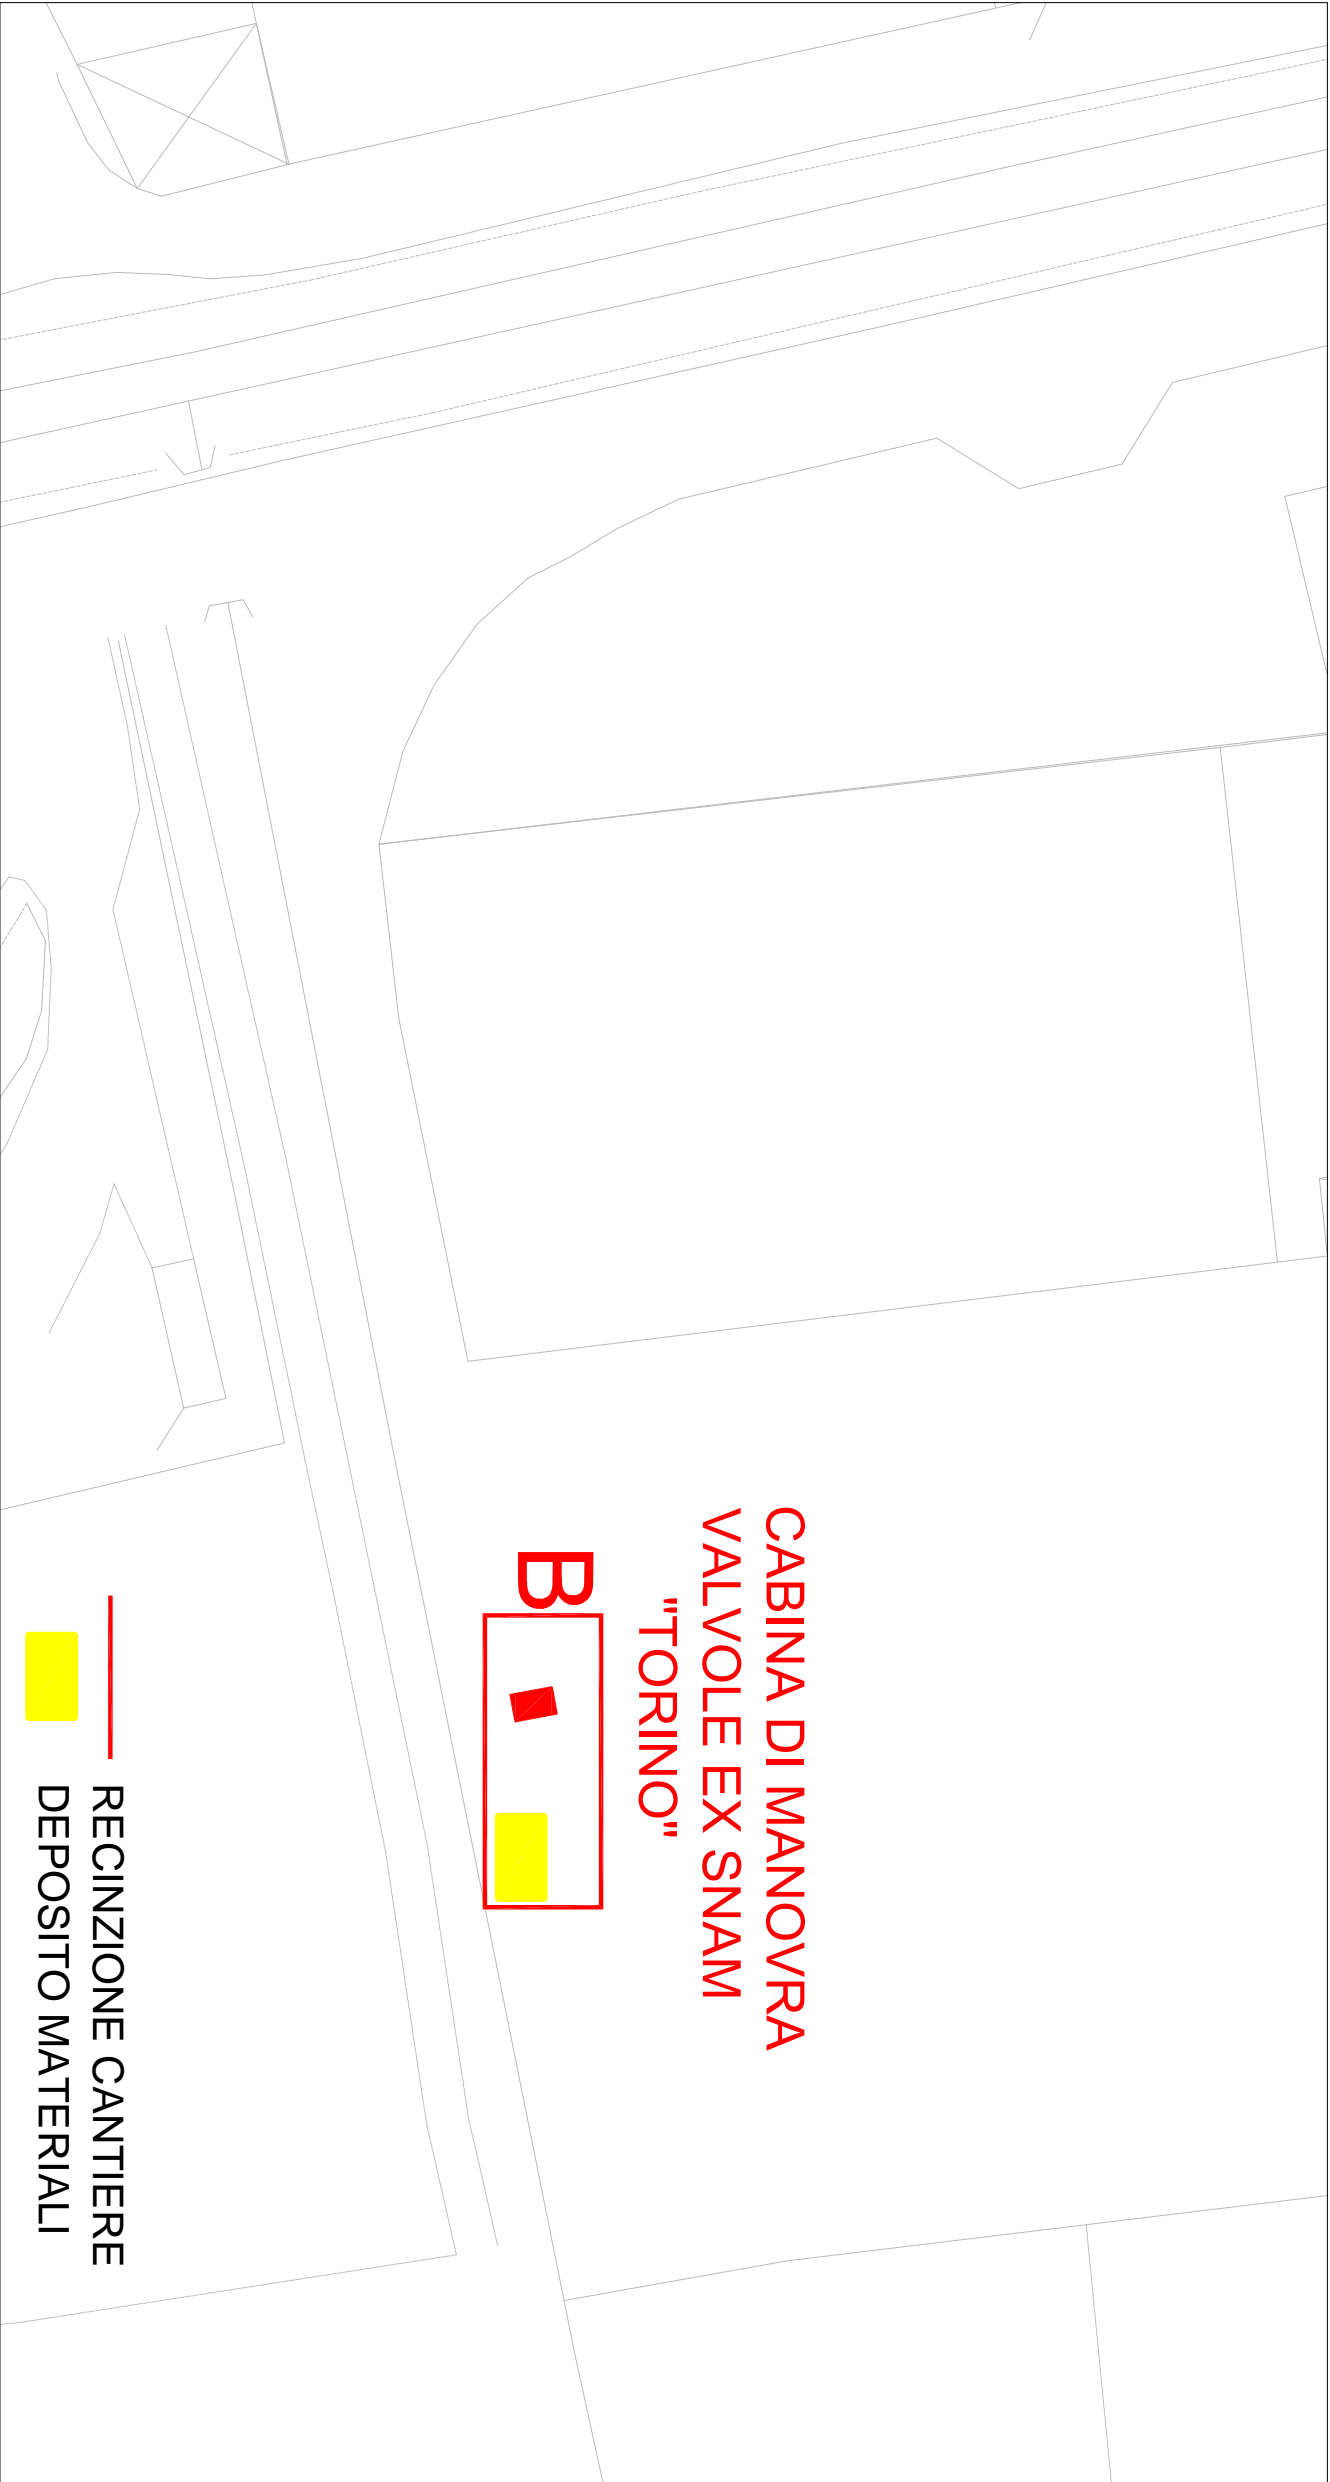 CABINA DI MANOVRA
VALVOLE EX SNAM
"TORINO"
B
RECINZIONE CANTIERE
DEPOSITO MATERIALI